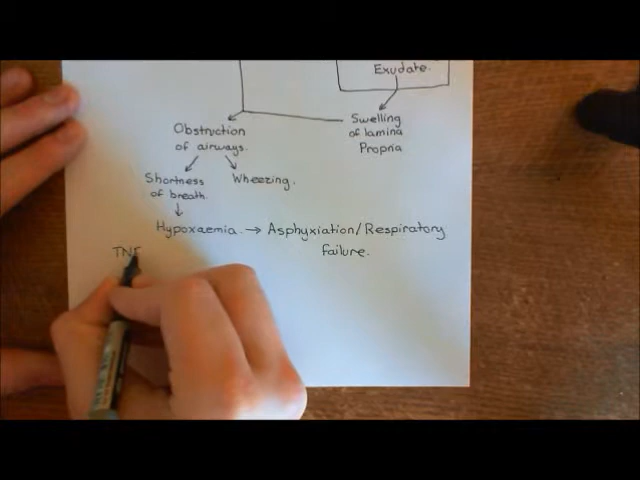 Exudate.
Obstruction
of airways.
Swelling
of lamina
Propria
Shortness
of breath.
Wheezing.
Hypoxaemia. → Asphyxiation/Respiratory
failure.